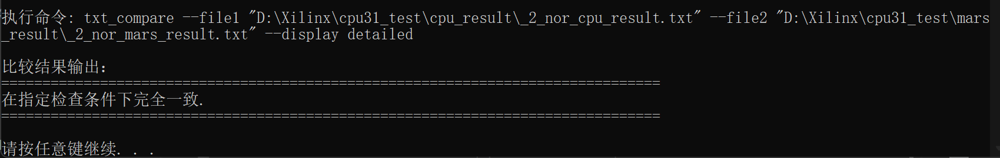 执行命令: txt_compare --file1 "D:\Xilinx\cpu31_test\cpu_result\_2_nor_cpu_result.txt" --file2 "D:\Xilinx\cpu31_test\mars
_result\_2_nor_mars_result.txt" --display detailed
比较结果输出：
================================================================================
在指定检查条件下完全一致.
================================================================================
请按任意键继续. . .